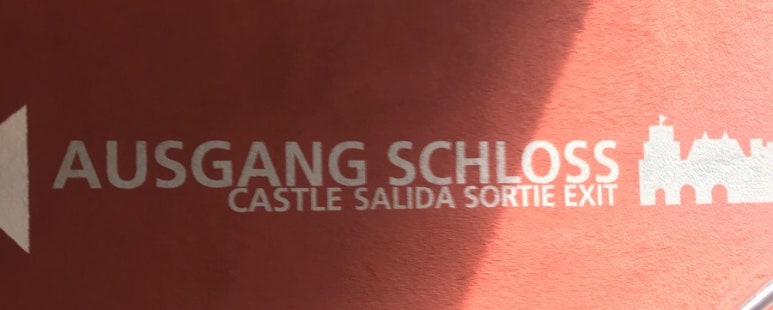 AUSGANG SCHLOSS
CASTLE SALIDA SORTIE EXIT